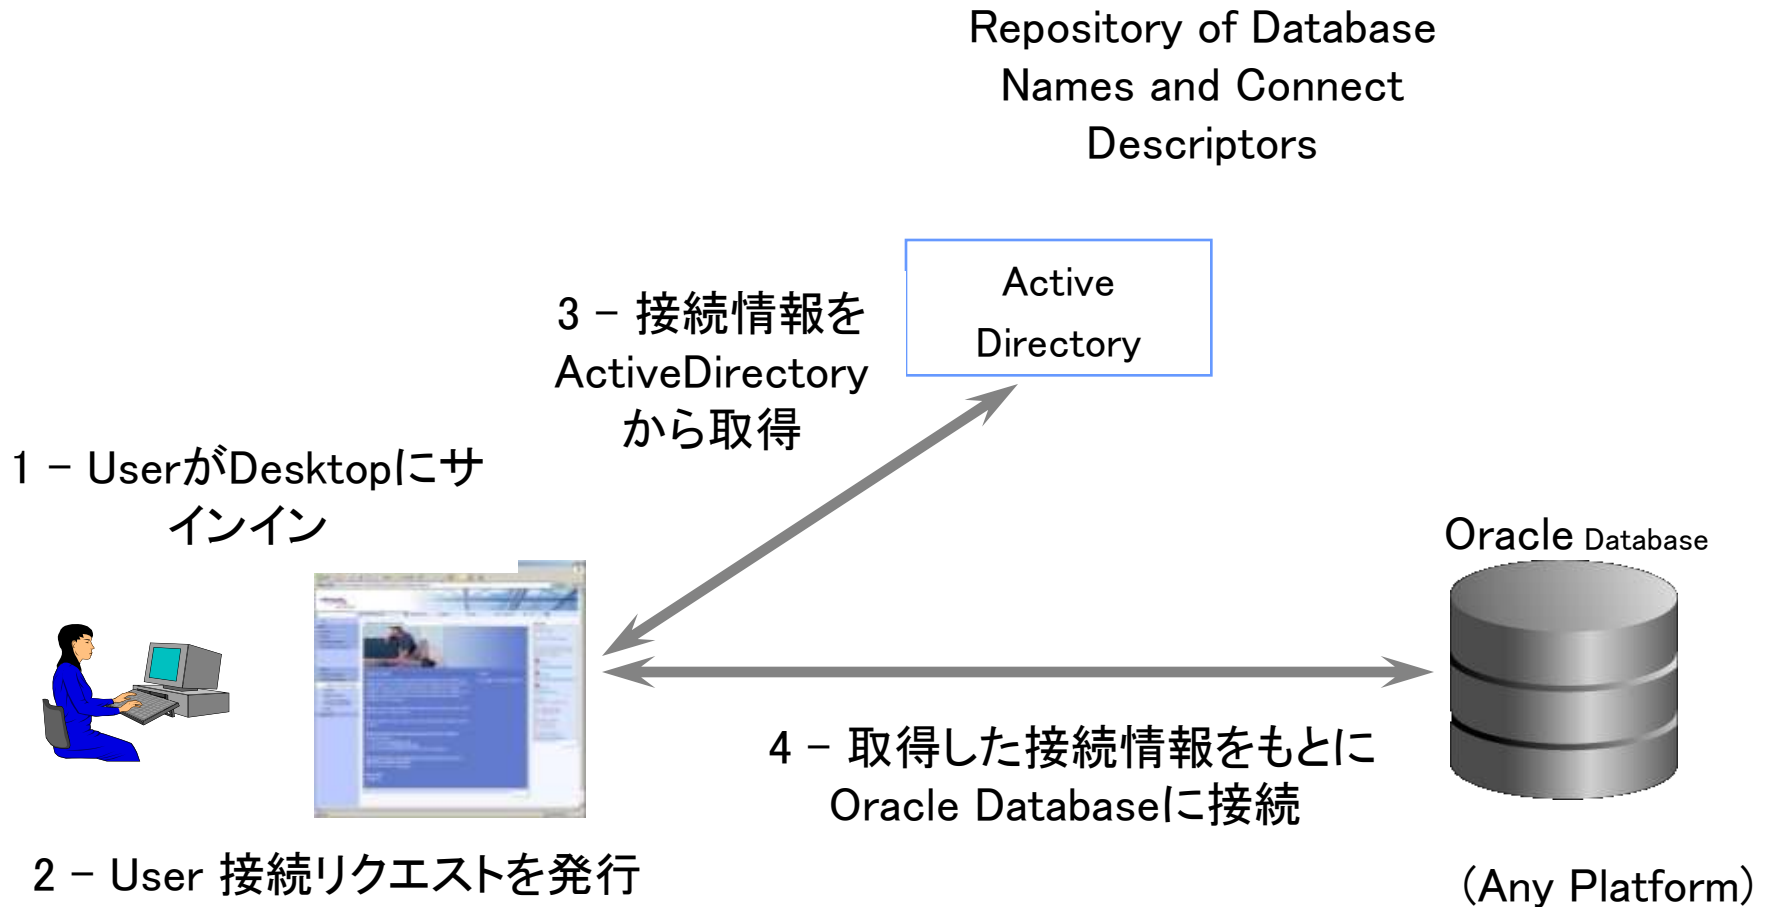 Repository of Database
Names and Connect
Descriptors
Active
Directory
3 - 接続情報を
ActiveDirectory
から取得
1 - UserがDesktopにサ
インイン
Oracle Database
4 - 取得した接続情報をもとに
Oracle Databaseに接続
2 - User 接続リクエストを発行
(Any Platform)